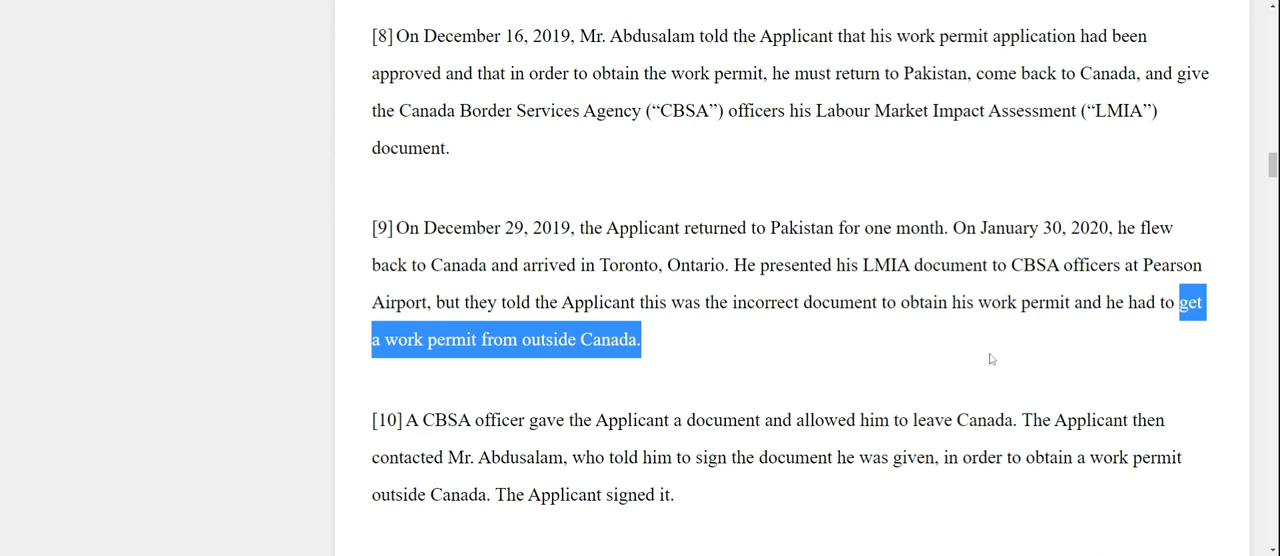 [8] On December 16, 2019, Mr. Abdusalam told the Applicant that his work permit application had been
approved and that in order to obtain the work permit, he must return to Pakistan, come back to Canada, and give
the Canada Border Services Agency (“CBSA”) officers his Labour Market Impact Assessment (“LMIA”)
document.
[9] On December 29, 2019, the Applicant returned to Pakistan for one month. On January 30, 2020, he flew
back to Canada and arrived in Toronto, Ontario. He presented his LMIA document to CBSA officers at Pearson
Airport, but they told the Applicant this was the incorrect document to obtain his work permit and he had to get
a work permit from outside Canada.
[10] A CBSA officer gave the Applicant a document and allowed him to leave Canada. The Applicant then
contacted Mr. Abdusalam, who told him to sign the document he was given, in order to obtain a work permit
outside Canada. The Applicant signed it.